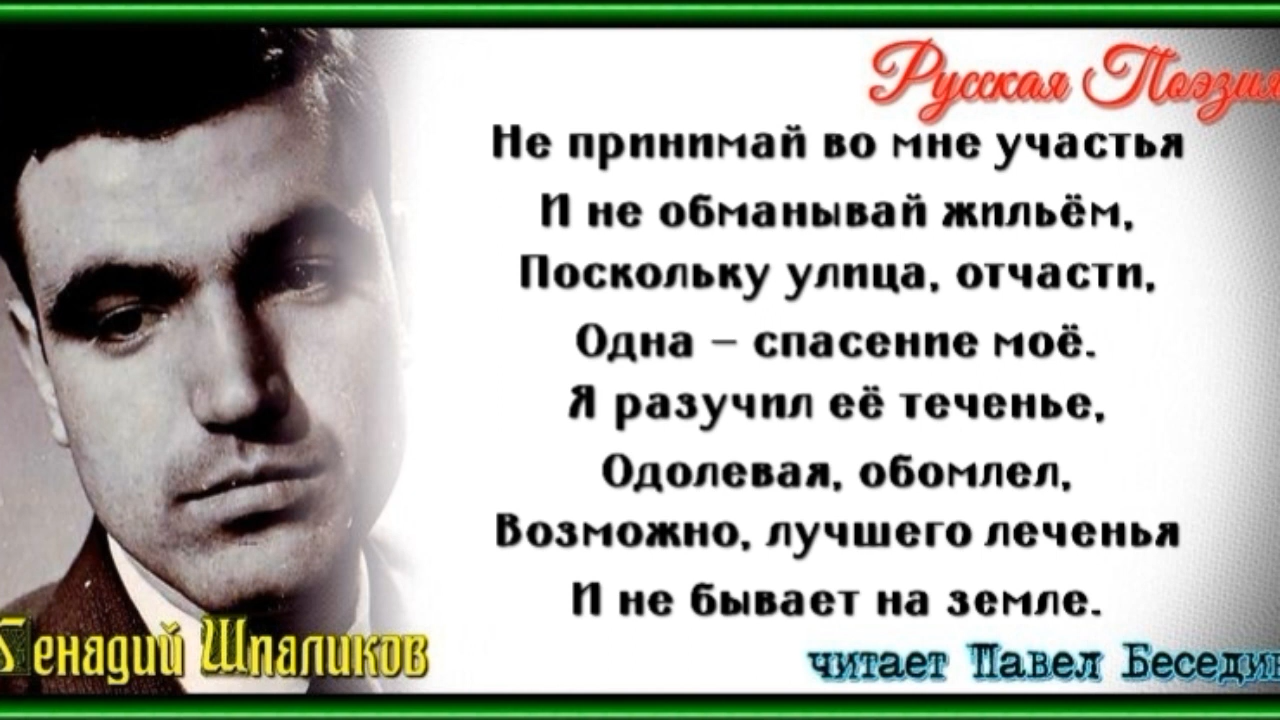 Русская Поэзия
Не принимай во мне участья
И не обманывай жильём,
Поскольку улица, отчасти,
Одна – спасение моё.
Я разучил её теченье,
Одолевая, обомлел,
Возможно, лучшего леченья
И не бывает на земле.
Генадий Шпаликов
читает Павел Беседин